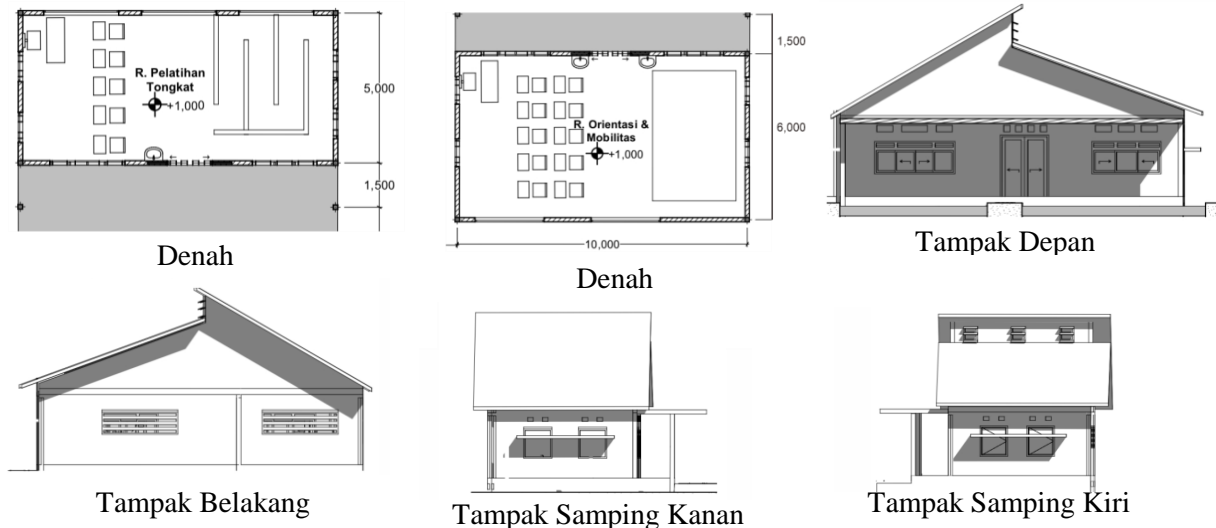 R. Pelatihan
Tongkat
+1,000
5,000
1,500
Denah
1,500
R. Orientasi &
Mobilitas
+1,000
6,000
10,000
Denah
Tampak Depan
Tampak Belakang
Tampak Samping Kanan
Tampak Samping Kiri